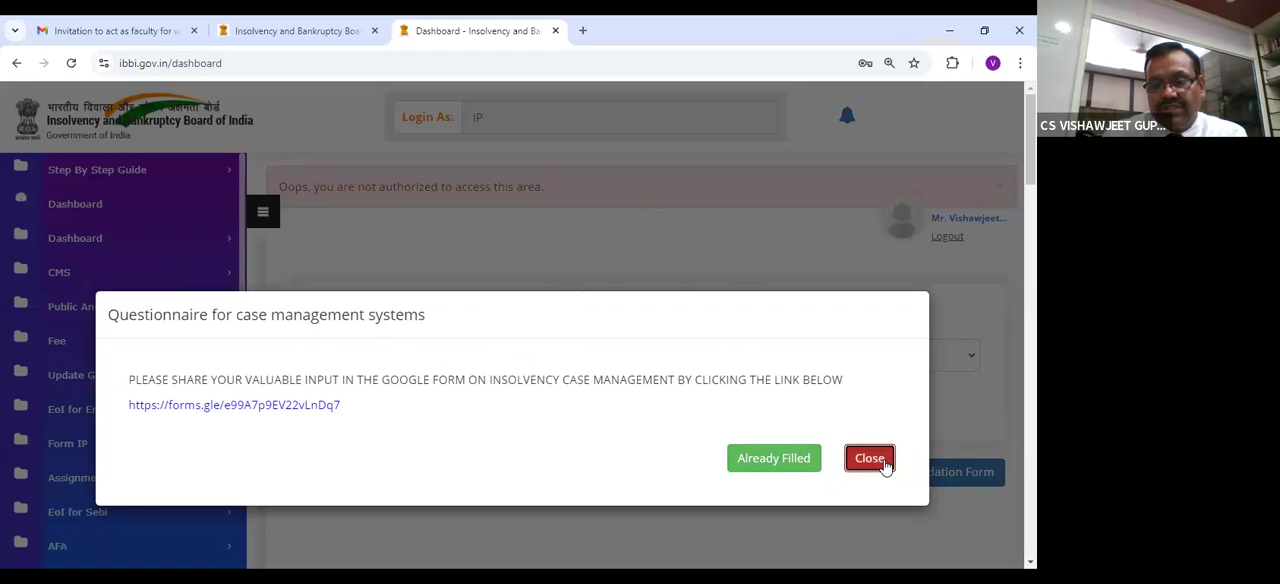 Invitation to act as faculty for w
Insolvency and Bankruptcy Boa
Dashboard - Insolvency and Ba
ibbi.gov.in/dashboard
V
भारतीय दिवाला और शोधन अक्षमता बोर्ड
Insolvency and Bankruptcy Board of India
Government of India
Login As:
IP
CS VISHAWJEET GUP...
Step By Step Guide
Oops, you are not authorized to access this area.
Dashboard
Mr. Vishawjeet...
Logout
Dashboard
CMS
Public An
Fee
Update G
EoI for En
Form IP
Assignme
EoI for Sebi
AFA
Questionnaire for case management systems
PLEASE SHARE YOUR VALUABLE INPUT IN THE GOOGLE FORM ON INSOLVENCY CASE MANAGEMENT BY CLICKING THE LINK BELOW
https://forms.gle/e99A7p9EV22vLnDq7
Already Filled
Close
dation Form